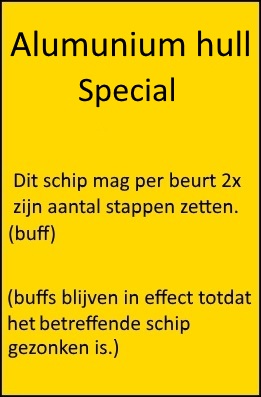 Alumunium hull
Special
Dit schip mag per beurt 2x
zijn aantal stappen zetten.
(buff)
(buffs blijven in effect totdat
het betreffende schip
gezonken is.)